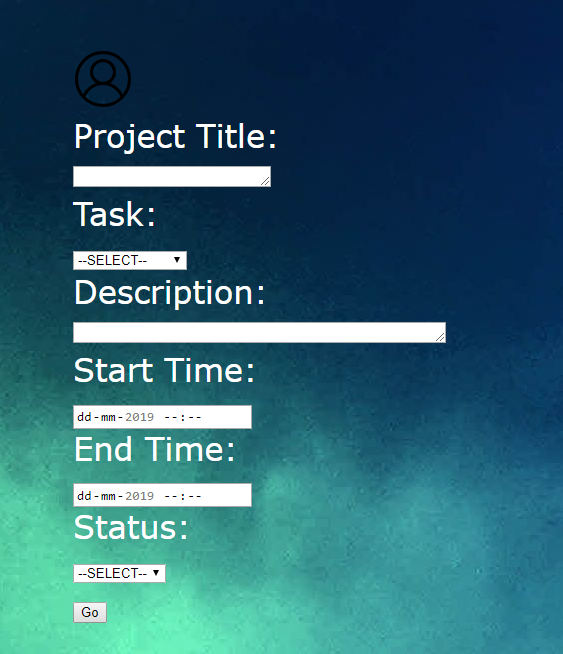 Project Title:
Task:
--SELECT--
Description:
Start Time:
dd-mm-2019 --:--
End Time:
dd-mm-2019 --:--
Status:
--SELECT--
Go